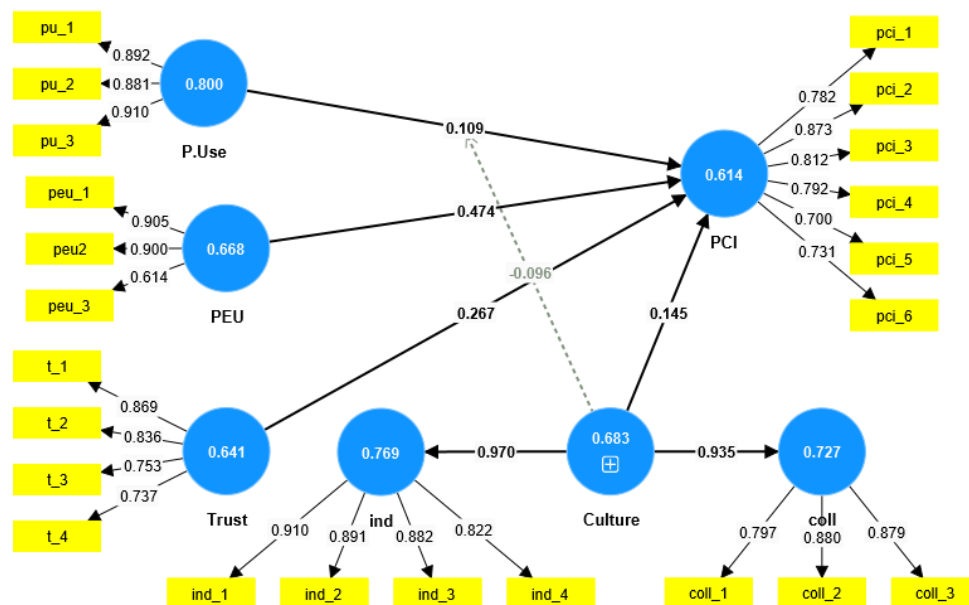 pu_1
pu_2
pu_3
0.892
0.881
0.910
0.800
P.Use
0.109
peu_1
peu2
peu_3
0.905
0.900
0.614
0.668
PEU
0.474
-0.096
t_1
t_2
t_3
t_4
0.869
0.836
0.753
0.737
0.641
Trust
0.267
0.145
pci_1
pci_2
pci_3
pci_4
pci_5
pci_6
0.782
0.873
0.812
0.792
0.700
0.731
0.614
PCI
0.769
ind
0.970
0.683
Culture
0.935
0.727
coll
0.910
0.891
0.882
0.822
ind_1
ind_2
ind_3
ind_4
0.797
0.880
0.879
coll_1
coll_2
coll_3